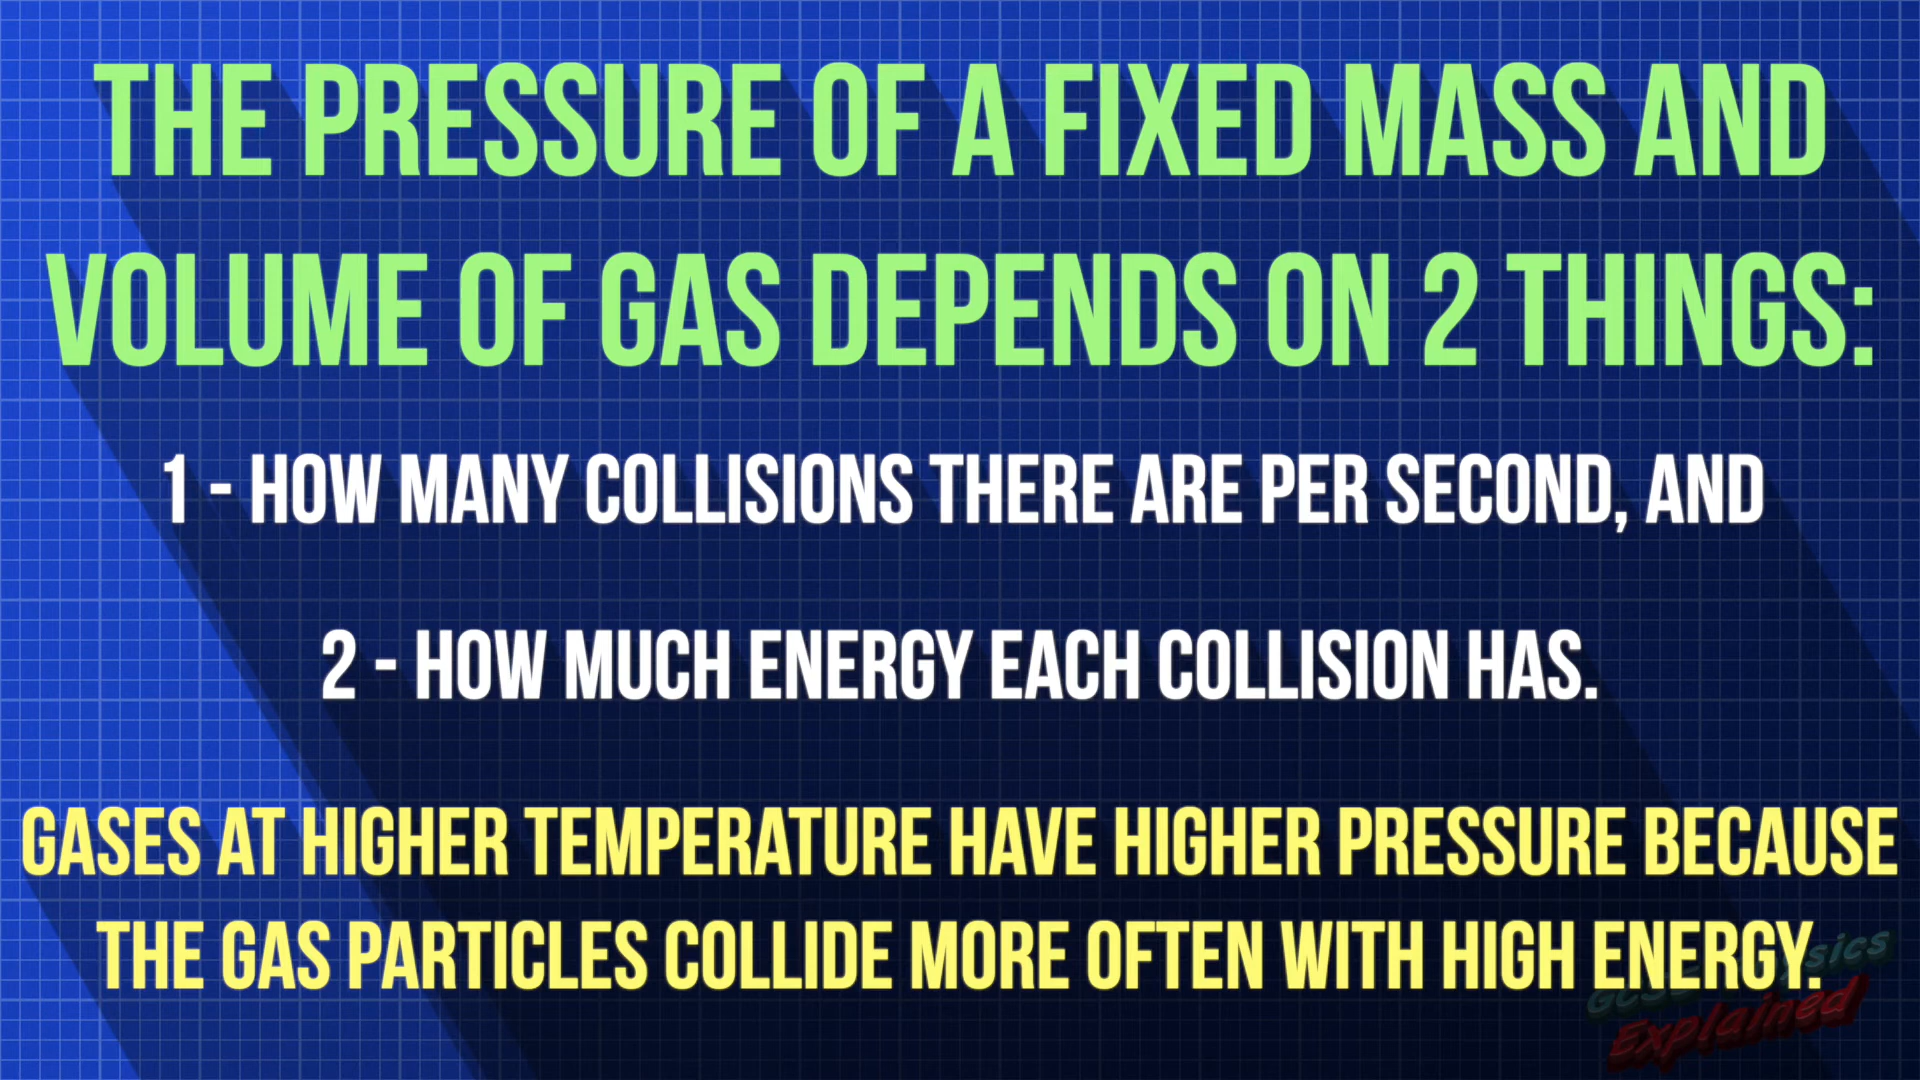 THE PRESSURE OF A FIXED MASS AND
VOLUME OF GAS DEPENDS ON 2 THINGS:
1 - HOW MANY COLLISIONS THERE ARE PER SECOND, AND
2 - HOW MUCH ENERGY EACH COLLISION HAS.
GASES AT HIGHER TEMPERATURE HAVE HIGHER PRESSURE BECAUSE
THE GAS PARTICLES COLLIDE MORE OFTEN WITH HIGH ENERGY.
GCSE
Explained